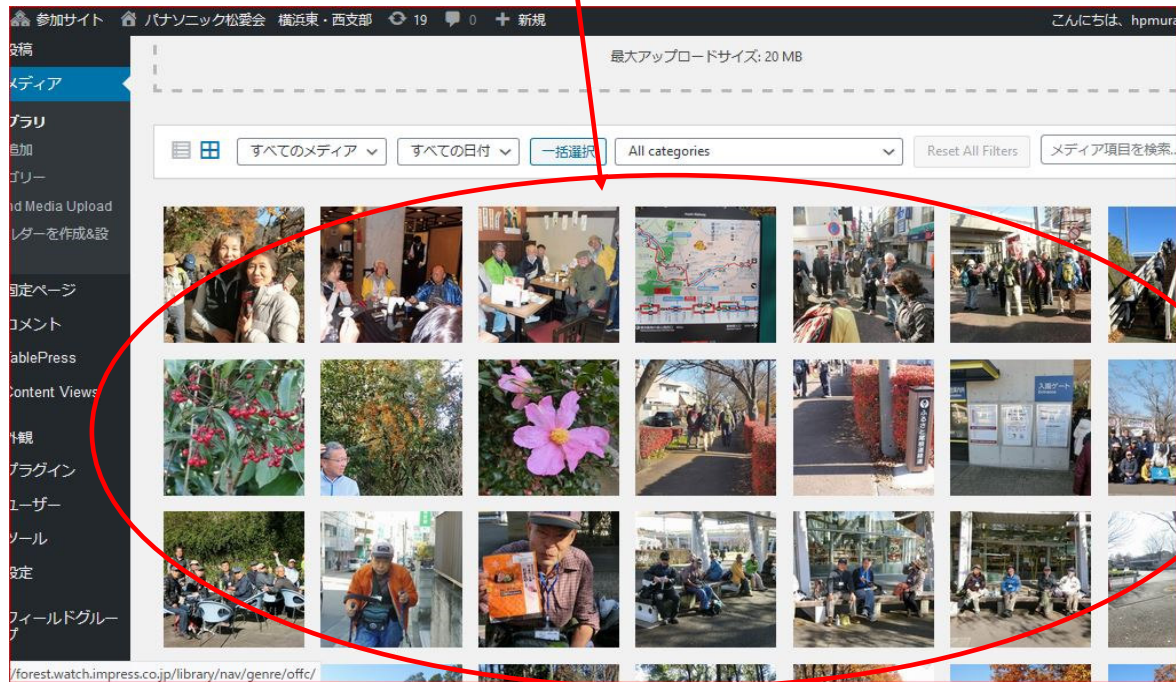 参加サイト パナソニック松愛会 横浜東・西支部 19 0 新規 こんにちは、hpmura
投稿
メディア
ブラリ
追加
ゴリー
nd Media Upload
ルダーを作成&設
固定ページ
コメント
TablePress
Content Views
外観
プラグイン
ユーザー
ツール
設定
フィールドグルー
プ
最大アップロードサイズ: 20 MB
すべてのメディア すべての日付 一括選択 All categories Reset All Filters メディア項目を検索...
入園ゲート
/forest.watch.impress.co.jp/library/nav/genre/offc/